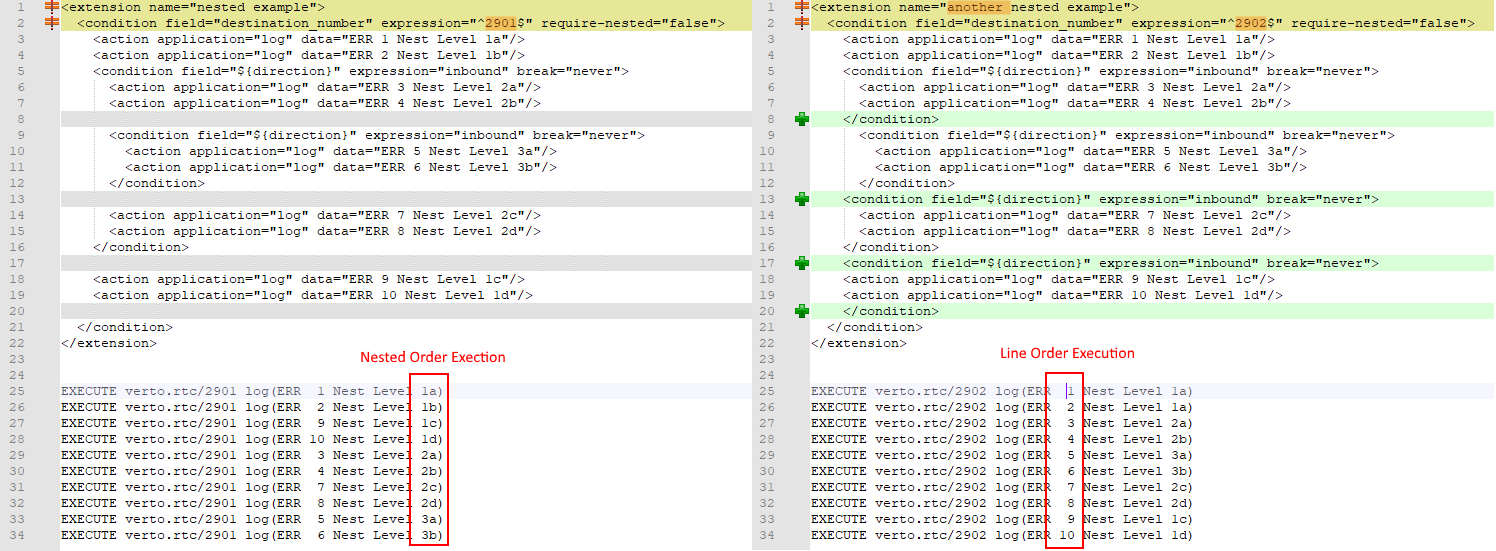 1 <extension name="nested example">
2 <condition field="destination_number" expression="^2901$" require-nested="false">
3 <action application="log" data="ERR 1 Nest Level 1a"/>
4 <action application="log" data="ERR 2 Nest Level 1b"/>
5 <condition field="${direction}" expression="inbound" break="never">
6 <action application="log" data="ERR 3 Nest Level 2a"/>
7 <action application="log" data="ERR 4 Nest Level 2b"/>
8
9 <condition field="${direction}" expression="inbound" break="never">
10 <action application="log" data="ERR 5 Nest Level 3a"/>
11 <action application="log" data="ERR 6 Nest Level 3b"/>
12 </condition>
13
14 <action application="log" data="ERR 7 Nest Level 2c"/>
15 <action application="log" data="ERR 8 Nest Level 2d"/>
16 </condition>
17
18 <action application="log" data="ERR 9 Nest Level 1c"/>
19 <action application="log" data="ERR 10 Nest Level 1d"/>
20
21 </condition>
22 </extension>
23
Nested Order Exection
24
25 EXECUTE verto.rtc/2901 log(ERR  1 Nest Level 1a)
26 EXECUTE verto.rtc/2901 log(ERR  2 Nest Level 1b)
27 EXECUTE verto.rtc/2901 log(ERR  9 Nest Level 1c)
28 EXECUTE verto.rtc/2901 log(ERR 10 Nest Level 1d)
29 EXECUTE verto.rtc/2901 log(ERR  3 Nest Level 2a)
30 EXECUTE verto.rtc/2901 log(ERR  4 Nest Level 2b)
31 EXECUTE verto.rtc/2901 log(ERR  7 Nest Level 2c)
32 EXECUTE verto.rtc/2901 log(ERR  8 Nest Level 2d)
33 EXECUTE verto.rtc/2901 log(ERR  5 Nest Level 3a)
34 EXECUTE verto.rtc/2901 log(ERR  6 Nest Level 3b)
1 <extension name="another nested example">
2 <condition field="destination_number" expression="^2902$" require-nested="false">
3 <action application="log" data="ERR 1 Nest Level 1a"/>
4 <action application="log" data="ERR 2 Nest Level 1b"/>
5 <condition field="${direction}" expression="inbound" break="never">
6 <action application="log" data="ERR 3 Nest Level 2a"/>
7 <action application="log" data="ERR 4 Nest Level 2b"/>
8 </condition>
9 <condition field="${direction}" expression="inbound" break="never">
10 <action application="log" data="ERR 5 Nest Level 3a"/>
11 <action application="log" data="ERR 6 Nest Level 3b"/>
12 </condition>
13 <condition field="${direction}" expression="inbound" break="never">
14 <action application="log" data="ERR 7 Nest Level 2c"/>
15 <action application="log" data="ERR 8 Nest Level 2d"/>
16 </condition>
17 <condition field="${direction}" expression="inbound" break="never">
18 <action application="log" data="ERR 9 Nest Level 1c"/>
19 <action application="log" data="ERR 10 Nest Level 1d"/>
20 </condition>
21 </condition>
22 </extension>
23
Line Order Execution
24
25 EXECUTE verto.rtc/2902 log(ERR  1 Nest Level 1a)
26 EXECUTE verto.rtc/2902 log(ERR  2 Nest Level 1a)
27 EXECUTE verto.rtc/2902 log(ERR  3 Nest Level 2a)
28 EXECUTE verto.rtc/2902 log(ERR  4 Nest Level 2b)
29 EXECUTE verto.rtc/2902 log(ERR  5 Nest Level 3a)
30 EXECUTE verto.rtc/2902 log(ERR  6 Nest Level 3b)
31 EXECUTE verto.rtc/2902 log(ERR  7 Nest Level 2c)
32 EXECUTE verto.rtc/2902 log(ERR  8 Nest Level 2d)
33 EXECUTE verto.rtc/2902 log(ERR  9 Nest Level 1c)
34 EXECUTE verto.rtc/2902 log(ERR 10 Nest Level 1d)